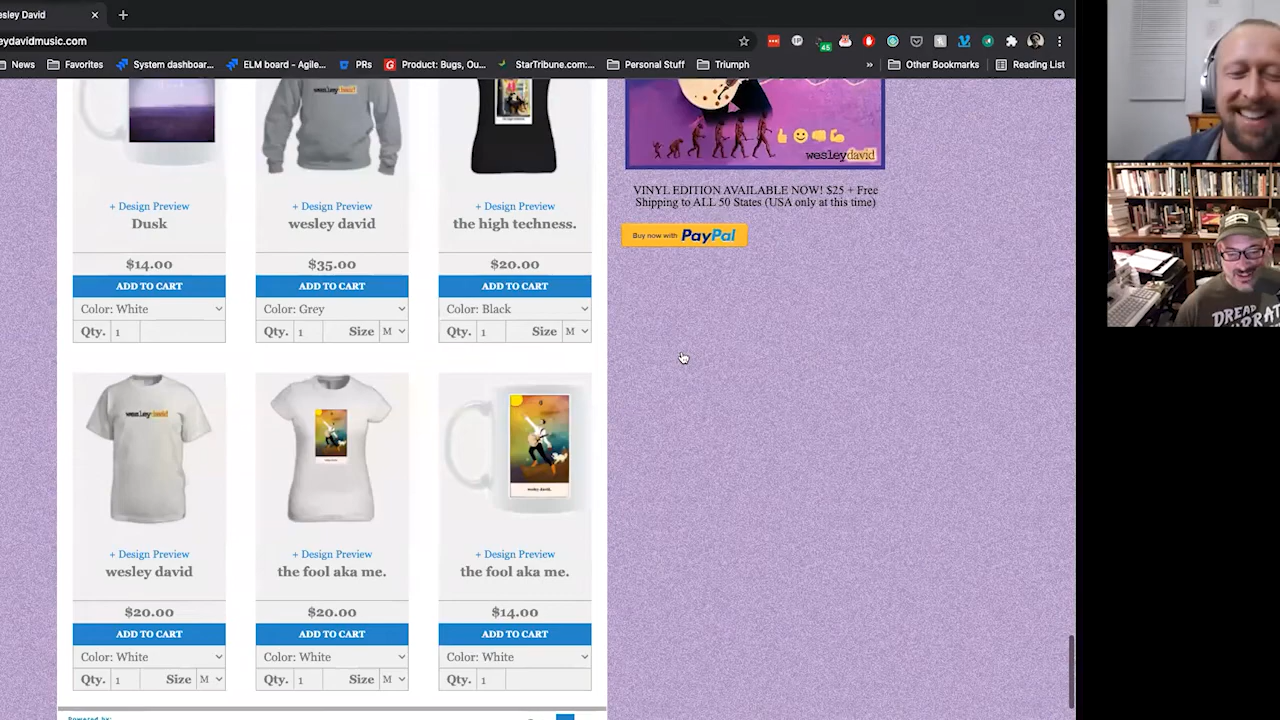 esley David
eydavidmusic.com
45
News
Favorites
System dashboar...
ELM board - Agile...
PRs
Product: Bugs, Ou...
StarTribune.com:...
Personal Stuff
Triumph
»
Other Bookmarks
Reading List
wesleydavid
VINYL EDITION AVAILABLE NOW! $25 + Free
Shipping to ALL 50 States (USA only at this time)
Buy now with PayPal
+ Design Preview
Dusk
$14.00
ADD TO CART
Color: White
Qty. 1
+ Design Preview
wesley david
$35.00
ADD TO CART
Color: Grey
Qty. 1 Size M
+ Design Preview
the high techness.
$20.00
ADD TO CART
Color: Black
Qty. 1 Size M
wesleydavid
+ Design Preview
wesley david
$20.00
ADD TO CART
Color: White
Qty. 1 Size M
+ Design Preview
the fool aka me.
$20.00
ADD TO CART
Color: White
Qty. 1 Size M
0
wesley david.
+ Design Preview
the fool aka me.
$14.00
ADD TO CART
Color: White
Qty. 1
Powered by:
DREAD